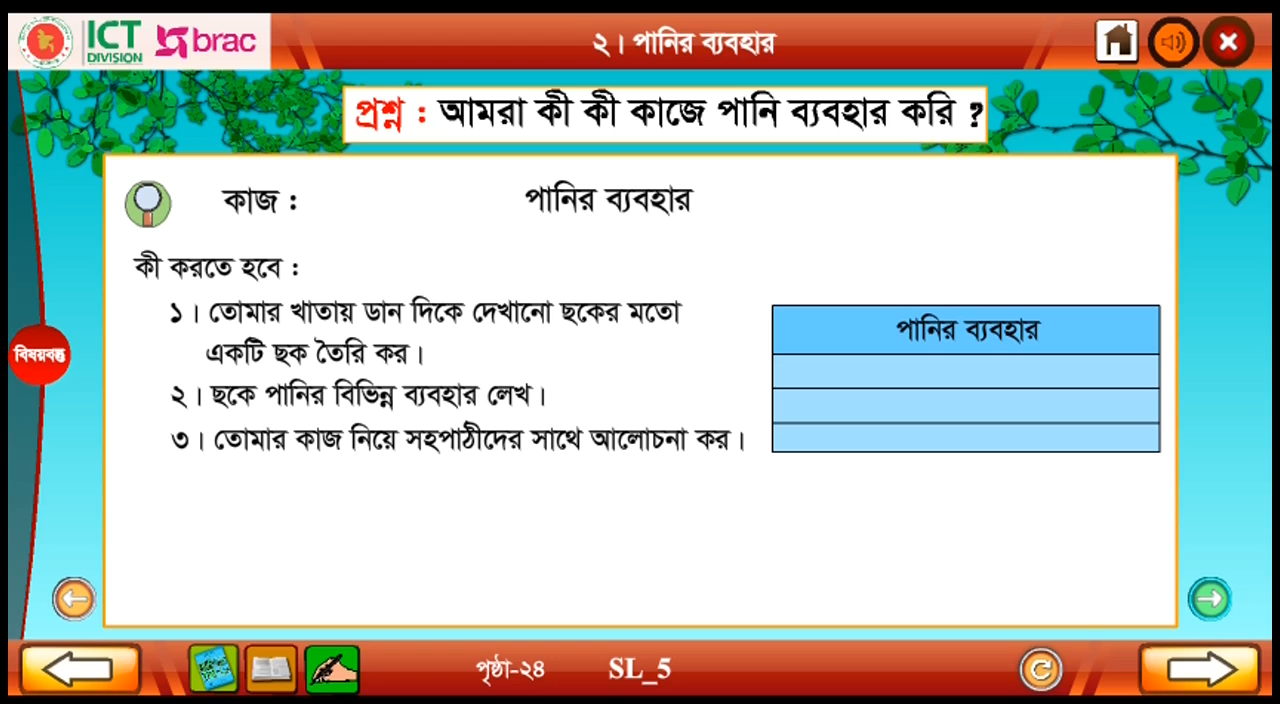 ICT
DIVISION
brac
২। পানির ব্যবহার
প্রশ্ন : আমরা কী কী কাজে পানি ব্যবহার করি ?
কাজ : পানির ব্যবহার
কী করতে হবে :
১। তোমার খাতায় ডান দিকে দেখানো ছকের মতো
একটি ছক তৈরি কর।
২। ছকে পানির বিভিন্ন ব্যবহার লেখ।
৩। তোমার কাজ নিয়ে সহপাঠীদের সাথে আলোচনা কর।
পানির ব্যবহার
বিষয়বস্তু
পৃষ্ঠা-২৪ SL_5